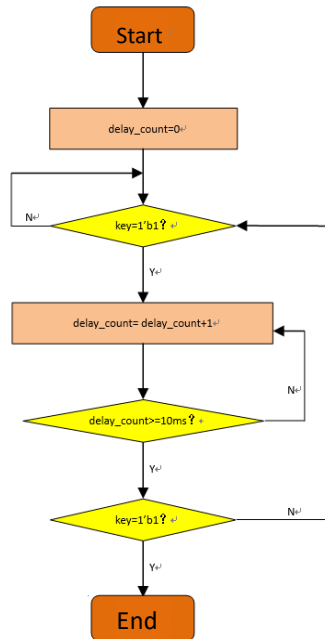 Start
delay_count=0
N
key=1'b1?
Y
delay_count= delay_count+1
N
delay_count>=10ms?
Y
key=1'b1?
N
Y
End